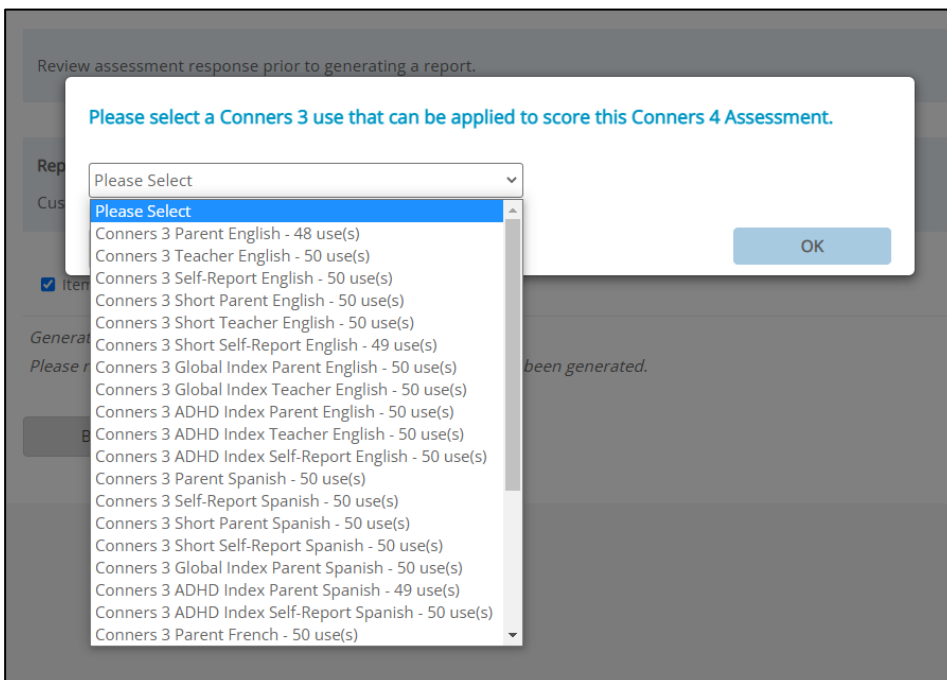 Review assessment response prior to generating a report.
Please select a Conners 3 use that can be applied to score this Conners 4 Assessment.
Rep
Cus
Please Select
Please Select
Conners 3 Parent English - 48 use(s)
Conners 3 Teacher English - 50 use(s)
Conners 3 Self-Report English - 50 use(s)
Conners 3 Short Parent English - 50 use(s)
Conners 3 Short Teacher English - 50 use(s)
Conners 3 Short Self-Report English - 49 use(s)
Conners 3 Global Index Parent English - 50 use(s)
Conners 3 Global Index Teacher English - 50 use(s)
Conners 3 ADHD Index Parent English - 50 use(s)
Conners 3 ADHD Index Teacher English - 50 use(s)
Conners 3 ADHD Index Self-Report English - 50 use(s)
Conners 3 Parent Spanish - 50 use(s)
Conners 3 Self-Report Spanish - 50 use(s)
Conners 3 Short Parent Spanish - 50 use(s)
Conners 3 Short Self-Report Spanish - 50 use(s)
Conners 3 Global Index Parent Spanish - 50 use(s)
Conners 3 ADHD Index Parent Spanish - 49 use(s)
Conners 3 ADHD Index Self-Report Spanish - 50 use(s)
Conners 3 Parent French - 50 use(s)
OK
Item
Generat
Please r been generated.
B